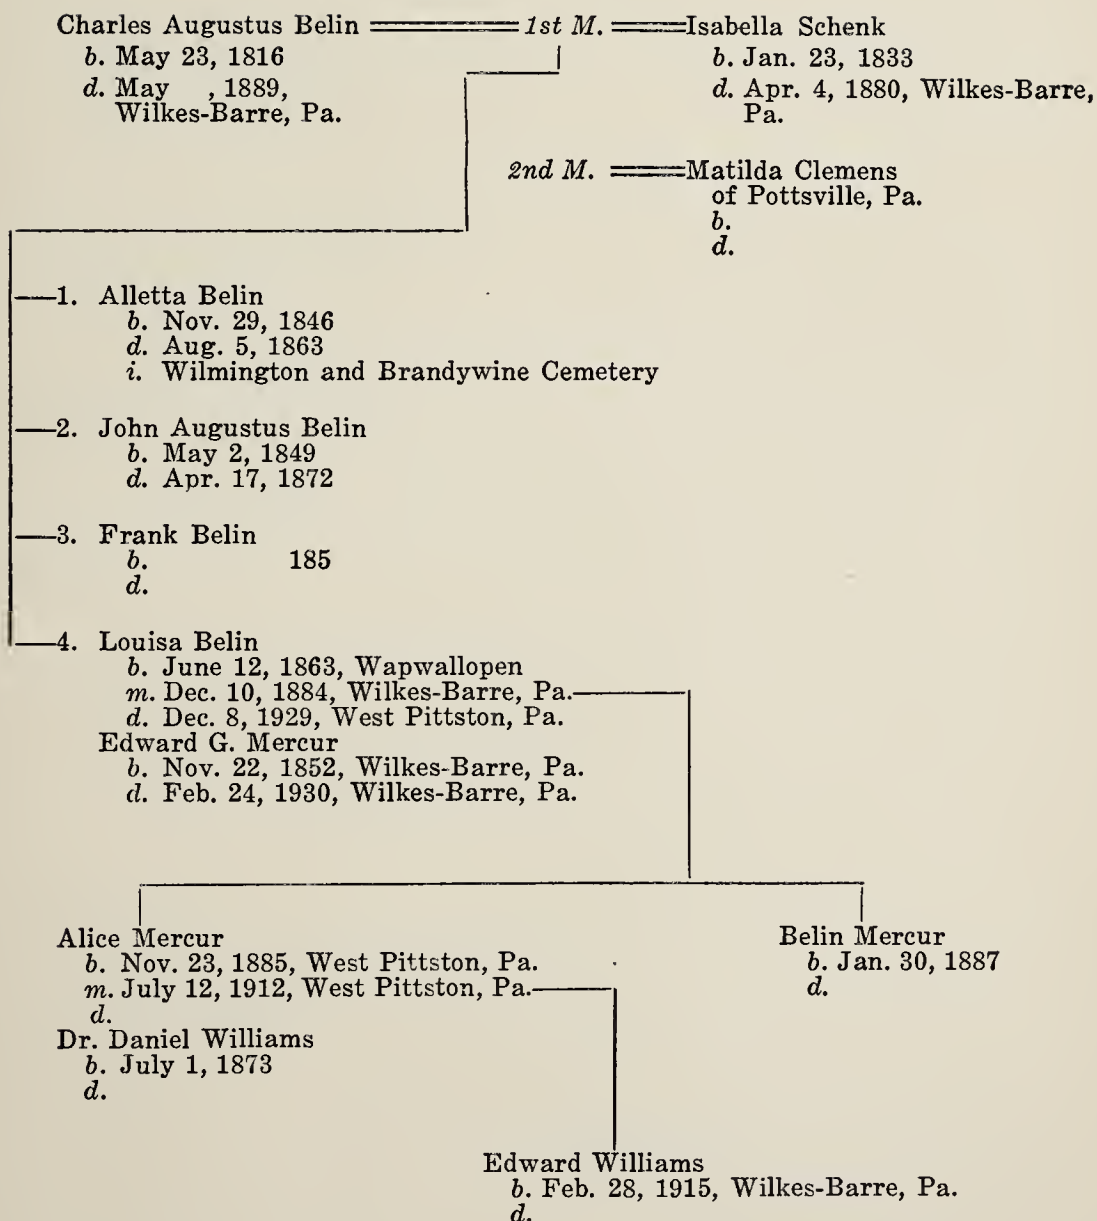 Charles Augustus Belin 1st M. Isabella Schenk
b. May 23, 1816
d. May , 1889,
Wilkes-Barre, Pa.
b. Jan. 23, 1833
d. Apr. 4, 1880, Wilkes-Barre,
Pa.
2nd M. Matilda Clemens
of Pottsville, Pa.
b.
d.
1. Alletta Belin
b. Nov. 29, 1846
d. Aug. 5, 1863
i. Wilmington and Brandywine Cemetery
2. John Augustus Belin
b. May 2, 1849
d. Apr. 17, 1872
3. Frank Belin
b. 185
d.
4. Louisa Belin
b. June 12, 1863, Wapwallopen
m. Dec. 10, 1884, Wilkes-Barre, Pa.
d. Dec. 8, 1929, West Pittston, Pa.
Edward G. Mercur
b. Nov. 22, 1852, Wilkes-Barre, Pa.
d. Feb. 24, 1930, Wilkes-Barre, Pa.
Alice Mercur
b. Nov. 23, 1885, West Pittston, Pa.
m. July 12, 1912, West Pittston, Pa.
d.
Dr. Daniel Williams
b. July 1, 1873
d.
Belin Mercur
b. Jan. 30, 1887
d.
Edward Williams
b. Feb. 28, 1915, Wilkes-Barre, Pa.
d.